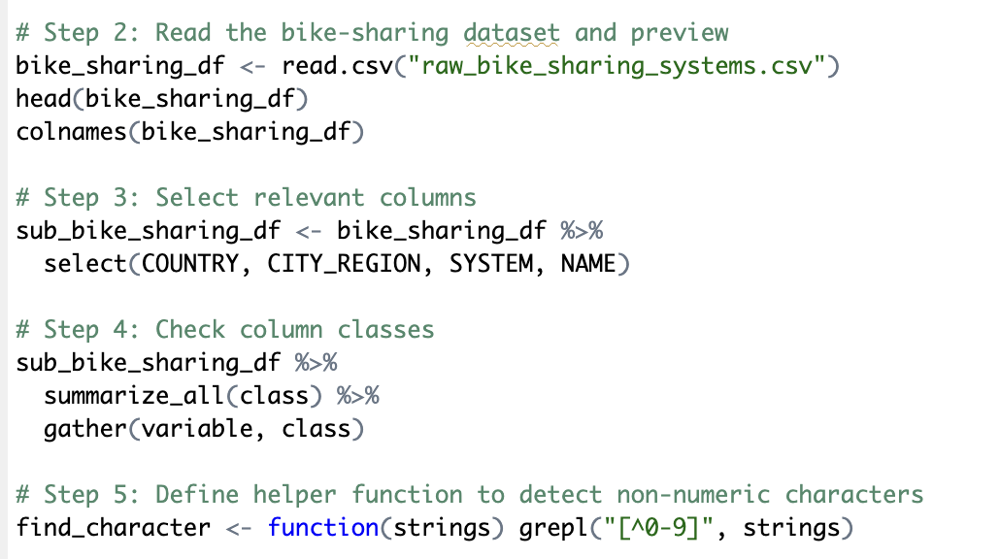 # Step 2: Read the bike-sharing dataset and preview
bike_sharing_df <- read.csv("raw_bike_sharing_systems.csv")
head(bike_sharing_df)
colnames(bike_sharing_df)

# Step 3: Select relevant columns
sub_bike_sharing_df <- bike_sharing_df %>%
  select(COUNTRY, CITY_REGION, SYSTEM, NAME)

# Step 4: Check column classes
sub_bike_sharing_df %>%
  summarize_all(class) %>%
  gather(variable, class)

# Step 5: Define helper function to detect non-numeric characters
find_character <- function(strings) grepl("[^0-9]", strings)